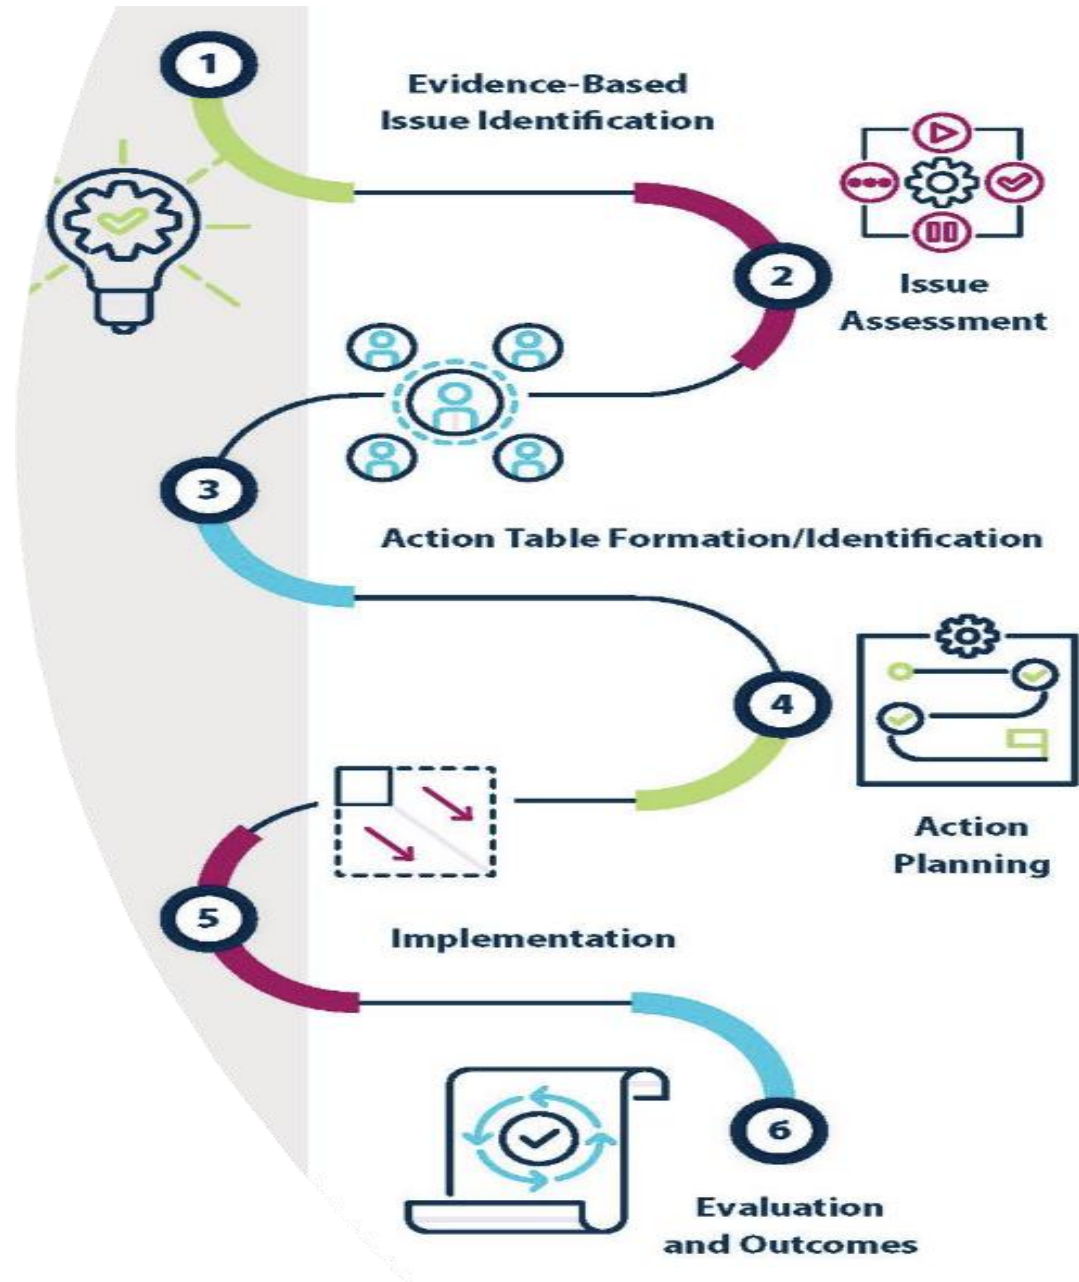 1
Evidence-Based
Issue Identification
2
Issue
Assessment
3
Action Table Formation/Identification
4
Action
Planning
5
Implementation
6
Evaluation
and Outcomes